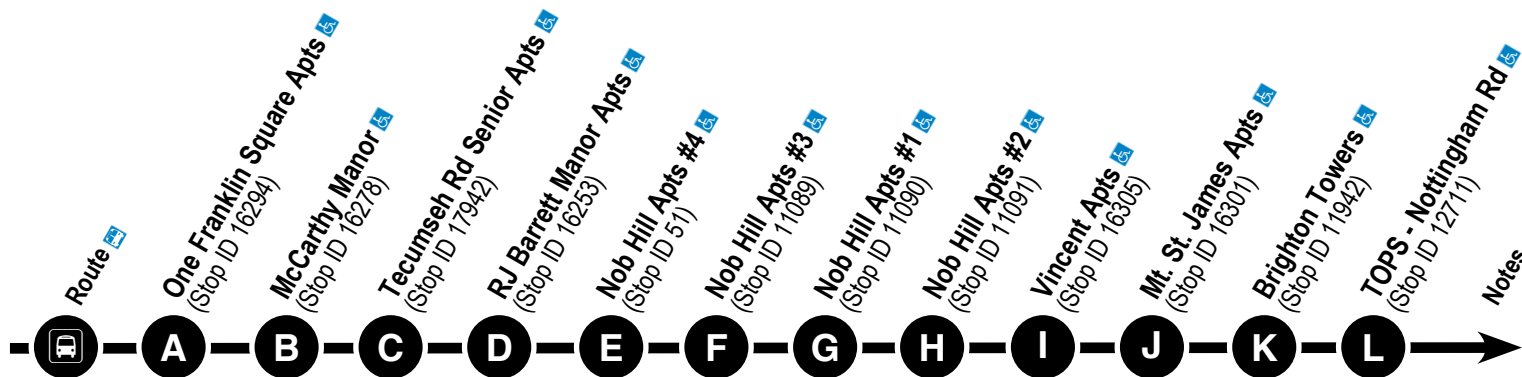 Route
One Franklin Square Apts
(Stop ID 16294)
McCarthy Manor
(Stop ID 16278)
Tecumseh Rd Senior Apts
(Stop ID 17942)
RJ Barrett Manor Apts
(Stop ID 16253)
Nob Hill Apts #4
(Stop ID 51)
Nob Hill Apts #3
(Stop ID 11089)
Nob Hill Apts #1
(Stop ID 11090)
Nob Hill Apts #2
(Stop ID 11091)
Vincent Apts
(Stop ID 16305)
Mt. St. James Apts
(Stop ID 16301)
Brighton Towers
(Stop ID 11942)
TOPS - Nottingham Rd
(Stop ID 12711)
Notes
A B C D E F G H I J K L